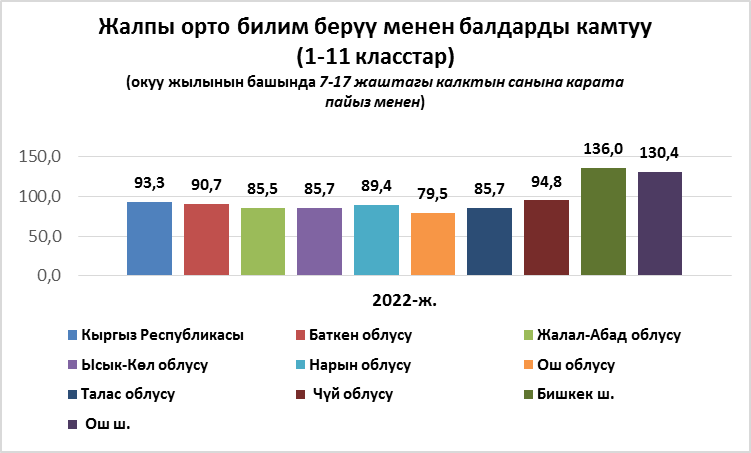 Жалпы орто билим берүү менен балдарды камтуу
(1-11 класстар)
(окуу жылынын башында 7-17 жаштагы калктын санына карата
пайыз менен)
150,0
100,0
50,0
0,0
93,3
90,7
85,5
85,7
89,4
79,5
85,7
94,8
136,0
130,4
2022-ж.
Кыргыз Республикасы
Баткен облусу
Жалал-Абад облусу
Ысык-Көл облусу
Нарын облусу
Ош облусу
Талас облусу
Чүй облусу
Бишкек ш.
Ош ш.